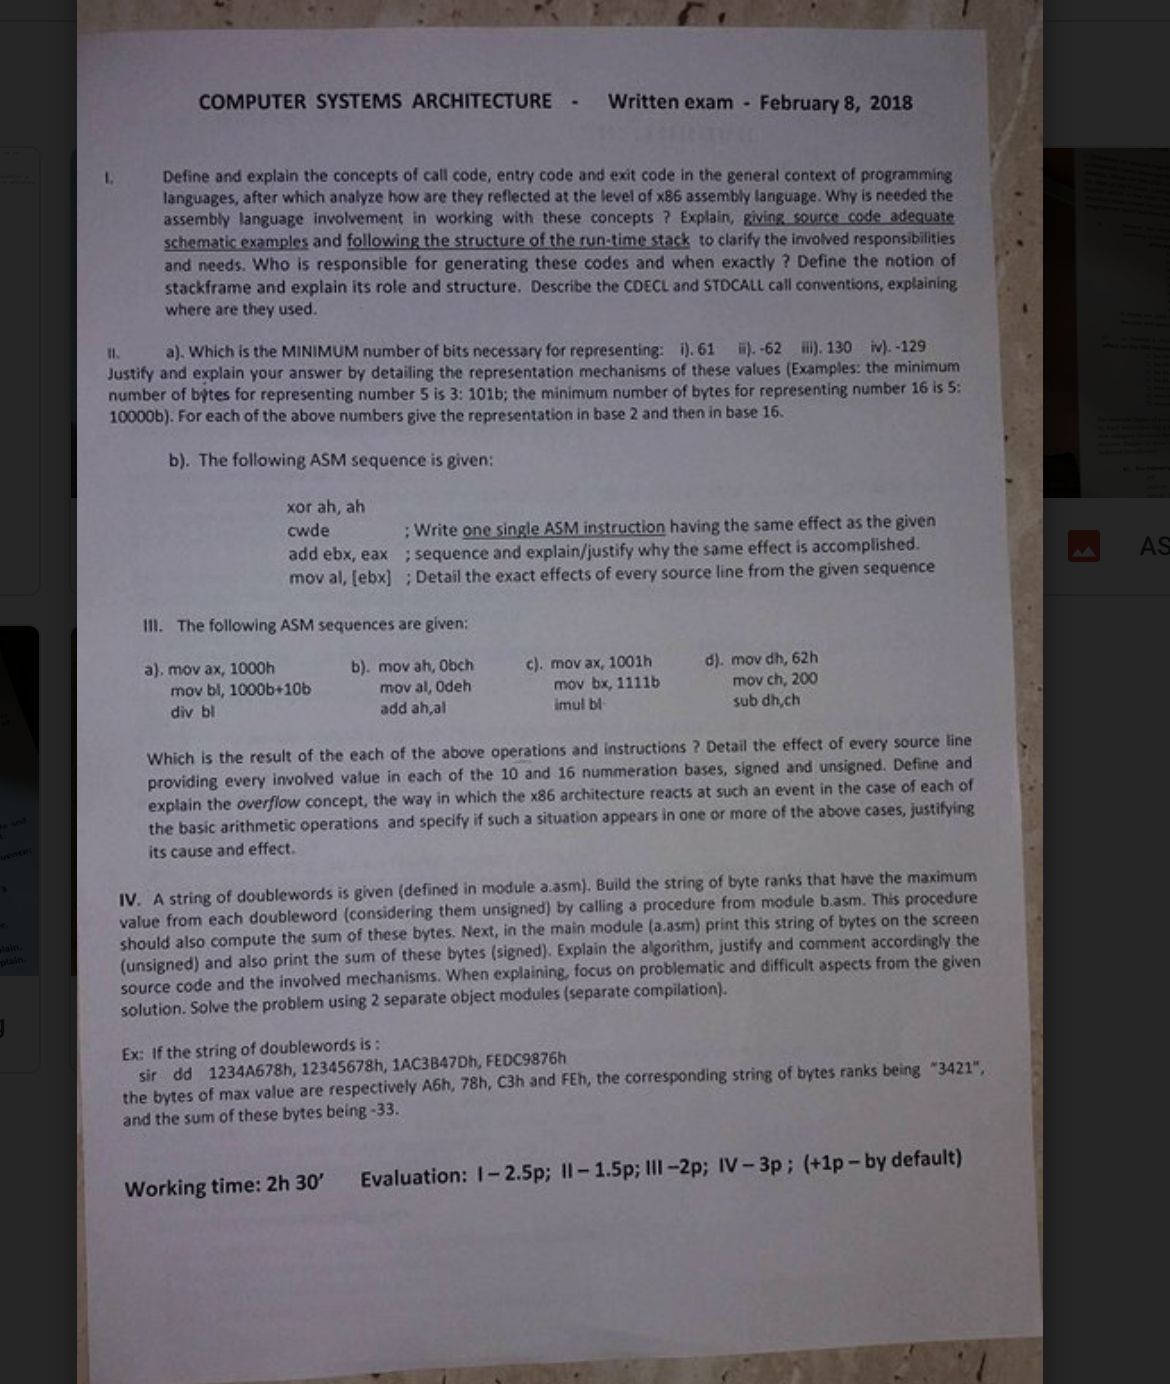 COMPUTER SYSTEMS ARCHITECTURE - Written exam - February 8, 2018
I. Define and explain the concepts of call code, entry code and exit code in the general context of programming
languages, after which analyze how are they reflected at the level of x86 assembly language. Why is needed the
assembly language involvement in working with these concepts ? Explain, giving source code adequate
schematic examples and following the structure of the run-time stack to clarify the involved responsibilities
and needs. Who is responsible for generating these codes and when exactly ? Define the notion of
stackframe and explain its role and structure. Describe the CDECL and STDCALL call conventions, explaining
where are they used.
II. a). Which is the MINIMUM number of bits necessary for representing: i). 61 ii). -62 iii). 130 iv). -129
Justify and explain your answer by detailing the representation mechanisms of these values (Examples: the minimum
number of bytes for representing number 5 is 3: 101b; the minimum number of bytes for representing number 16 is 5:
10000b). For each of the above numbers give the representation in base 2 and then in base 16.
b). The following ASM sequence is given:
xor ah, ah
cwde ; Write one single ASM instruction having the same effect as the given
add ebx, eax ; sequence and explain/justify why the same effect is accomplished.
mov al, [ebx] ; Detail the exact effects of every source line from the given sequence
III. The following ASM sequences are given:
a). mov ax, 1000h b). mov ah, 0bch c). mov ax, 1001h d). mov dh, 62h
mov bl, 1000b+10b mov al, 0deh mov bx, 1111b mov ch, 200
div bl add ah,al imul bl sub dh,ch
Which is the result of the each of the above operations and instructions ? Detail the effect of every source line
providing every involved value in each of the 10 and 16 nummeration bases, signed and unsigned. Define and
explain the overflow concept, the way in which the x86 architecture reacts at such an event in the case of each of
the basic arithmetic operations and specify if such a situation appears in one or more of the above cases, justifying
its cause and effect.
IV. A string of doublewords is given (defined in module a.asm). Build the string of byte ranks that have the maximum
value from each doubleword (considering them unsigned) by calling a procedure from module b.asm. This procedure
should also compute the sum of these bytes. Next, in the main module (a.asm) print this string of bytes on the screen
(unsigned) and also print the sum of these bytes (signed). Explain the algorithm, justify and comment accordingly the
source code and the involved mechanisms. When explaining, focus on problematic and difficult aspects from the given
solution. Solve the problem using 2 separate object modules (separate compilation).
Ex: If the string of doublewords is :
sir dd 1234A678h, 12345678h, 1AC3B47Dh, FEDC9876h
the bytes of max value are respectively A6h, 78h, C3h and FEh, the corresponding string of bytes ranks being "3421",
and the sum of these bytes being -33.
Working time: 2h 30' Evaluation: I – 2.5p; II – 1.5p; III –2p; IV – 3p ; (+1p – by default)
AS